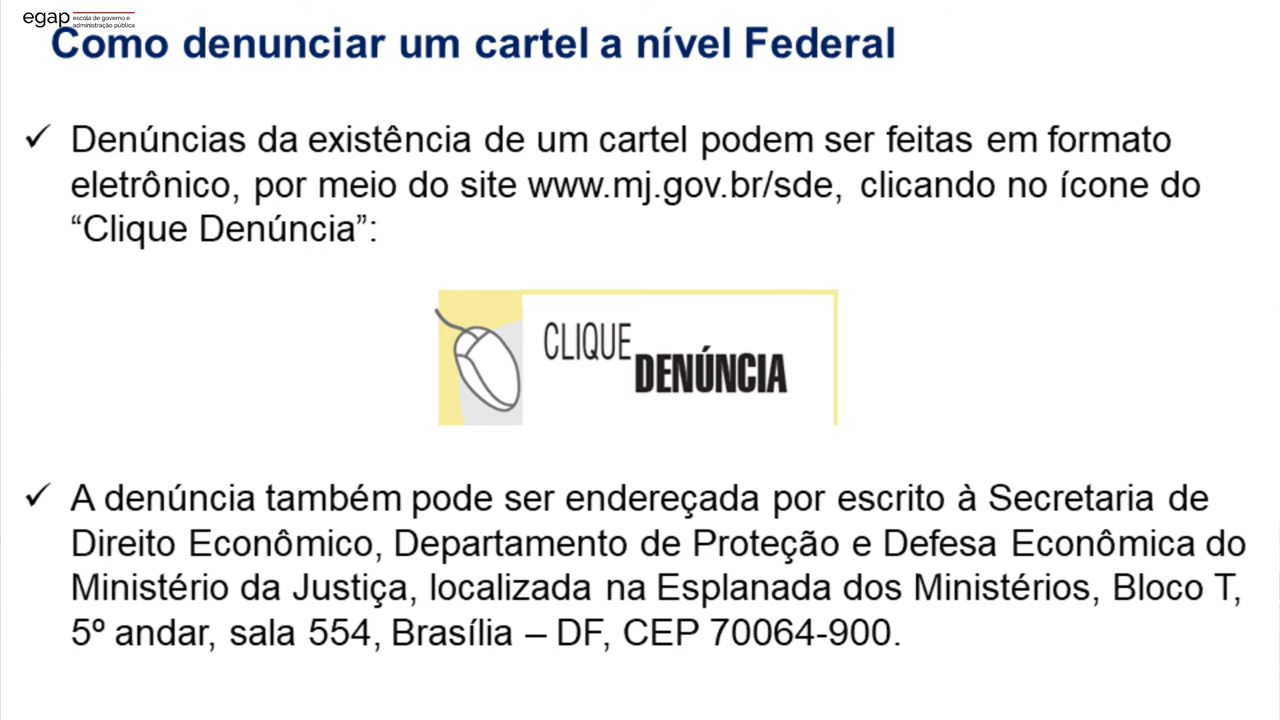 egap escola de governo e
administração pública
Como denunciar um cartel a nível Federal
✓ Denúncias da existência de um cartel podem ser feitas em formato
eletrônico, por meio do site www.mj.gov.br/sde, clicando no ícone do
“Clique Denúncia”:
CLIQUE
DENÚNCIA
✓ A denúncia também pode ser endereçada por escrito à Secretaria de
Direito Econômico, Departamento de Proteção e Defesa Econômica do
Ministério da Justiça, localizada na Esplanada dos Ministérios, Bloco T,
5º andar, sala 554, Brasília – DF, CEP 70064-900.